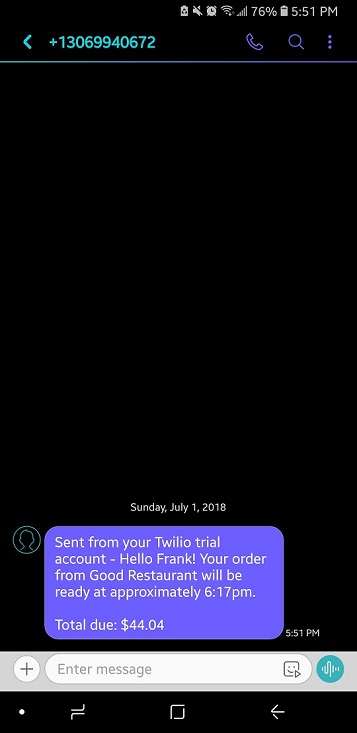 76% 5:51 PM
+13069940672
Sunday, July 1, 2018
Sent from your Twilio trial
account - Hello Frank! Your order
from Good Restaurant will be
ready at approximately 6:17pm.
Total due: $44.04
5:51 PM
Enter message